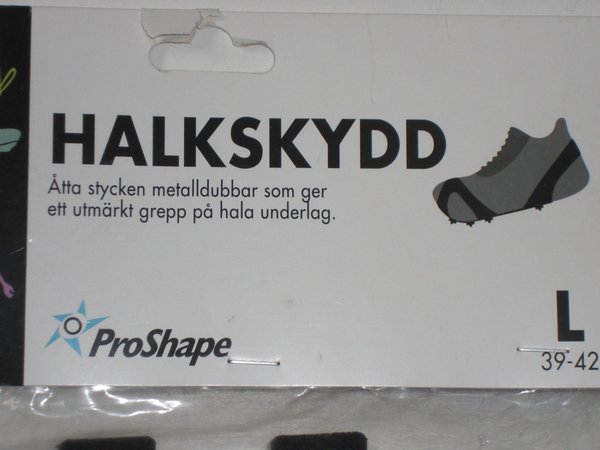 HALKSKYDD
Åtta stycken metalldubbar som ger
ett utmärkt grepp på hala underlag.
ProShape
L
39-42